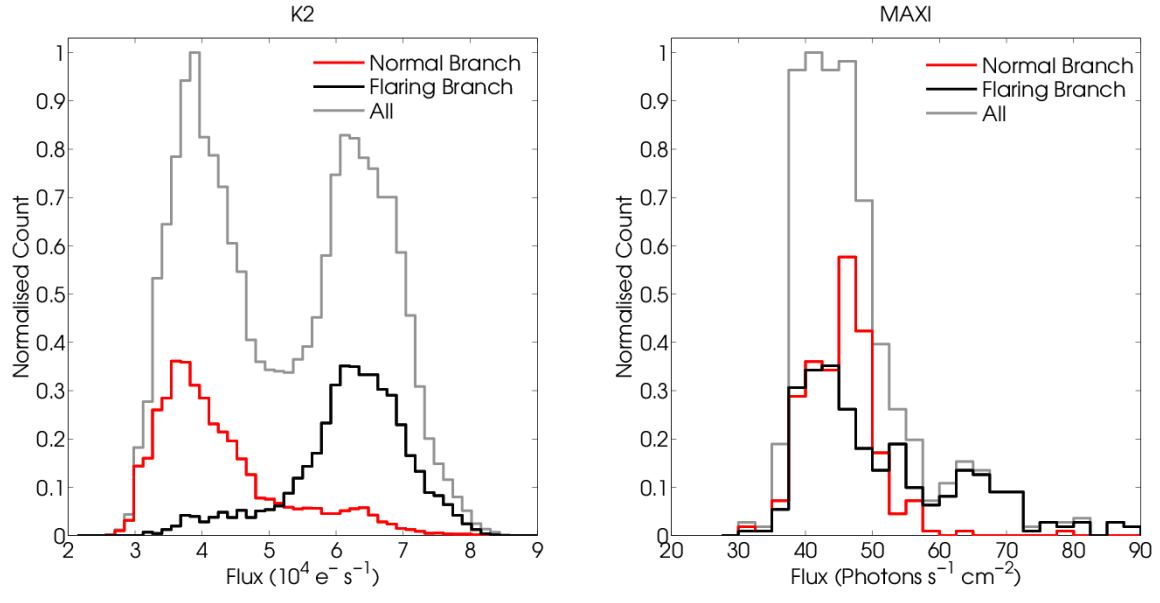 K2
Normal Branch
Flaring Branch
All
Normalised Count
1
0.9
0.8
0.7
0.6
0.5
0.4
0.3
0.2
0.1
0
2 3 4 5 6 7 8 9
Flux (10⁴ e⁻ s⁻¹)
MAXI
Normal Branch
Flaring Branch
All
Normalised Count
1
0.9
0.8
0.7
0.6
0.5
0.4
0.3
0.2
0.1
0
20 30 40 50 60 70 80 90
Flux (Photons s⁻¹ cm⁻²)